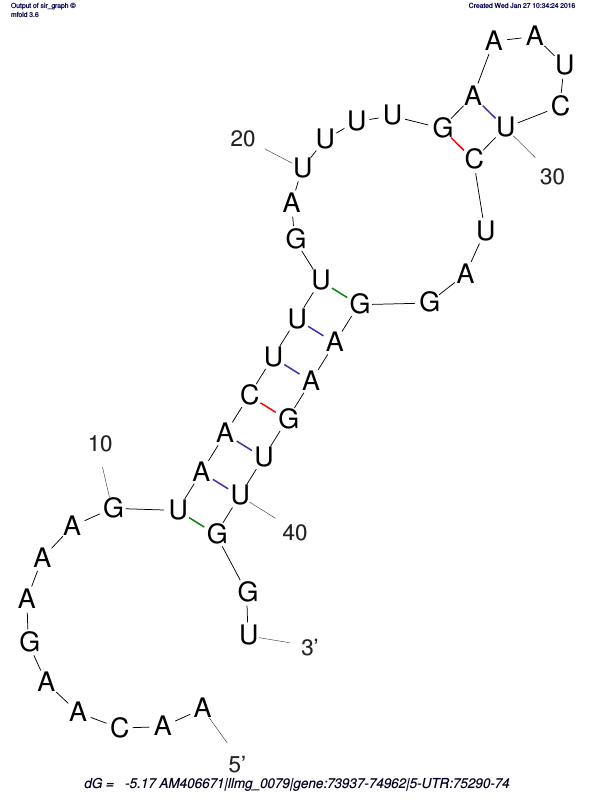 Output of sir_graph ©
mfold 3.6
Created Wed Jan 27 10:34:24 2016
5’
A A C A A G A A A G
10
U A A C U U U G A U
20
U U U G A A A U C U
30
C U A G G A A G U U
40
G G U
3’
dG = -5.17 AM406671|llmg_0079|gene:73937-74962|5-UTR:75290-74